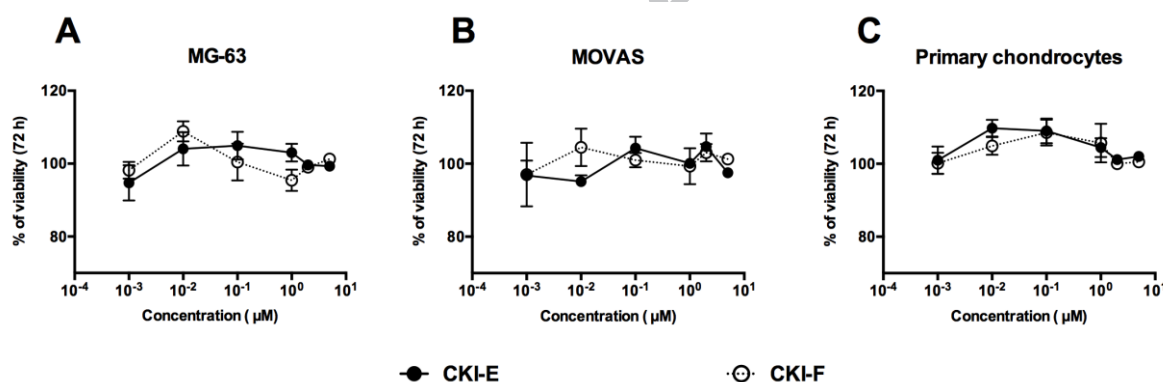 A
MG-63
% of viability (72 h)
120
100
80
10-4 10-3 10-2 10-1 100 101
Concentration ( µM)
B
MOVAS
% of viability (72 h)
120
100
80
10-4 10-3 10-2 10-1 100 101
Concentration ( µM)
C
Primary chondrocytes
% of viability (72 h)
120
100
80
10-4 10-3 10-2 10-1 100 101
Concentration ( µM)
CKI-E CKI-F